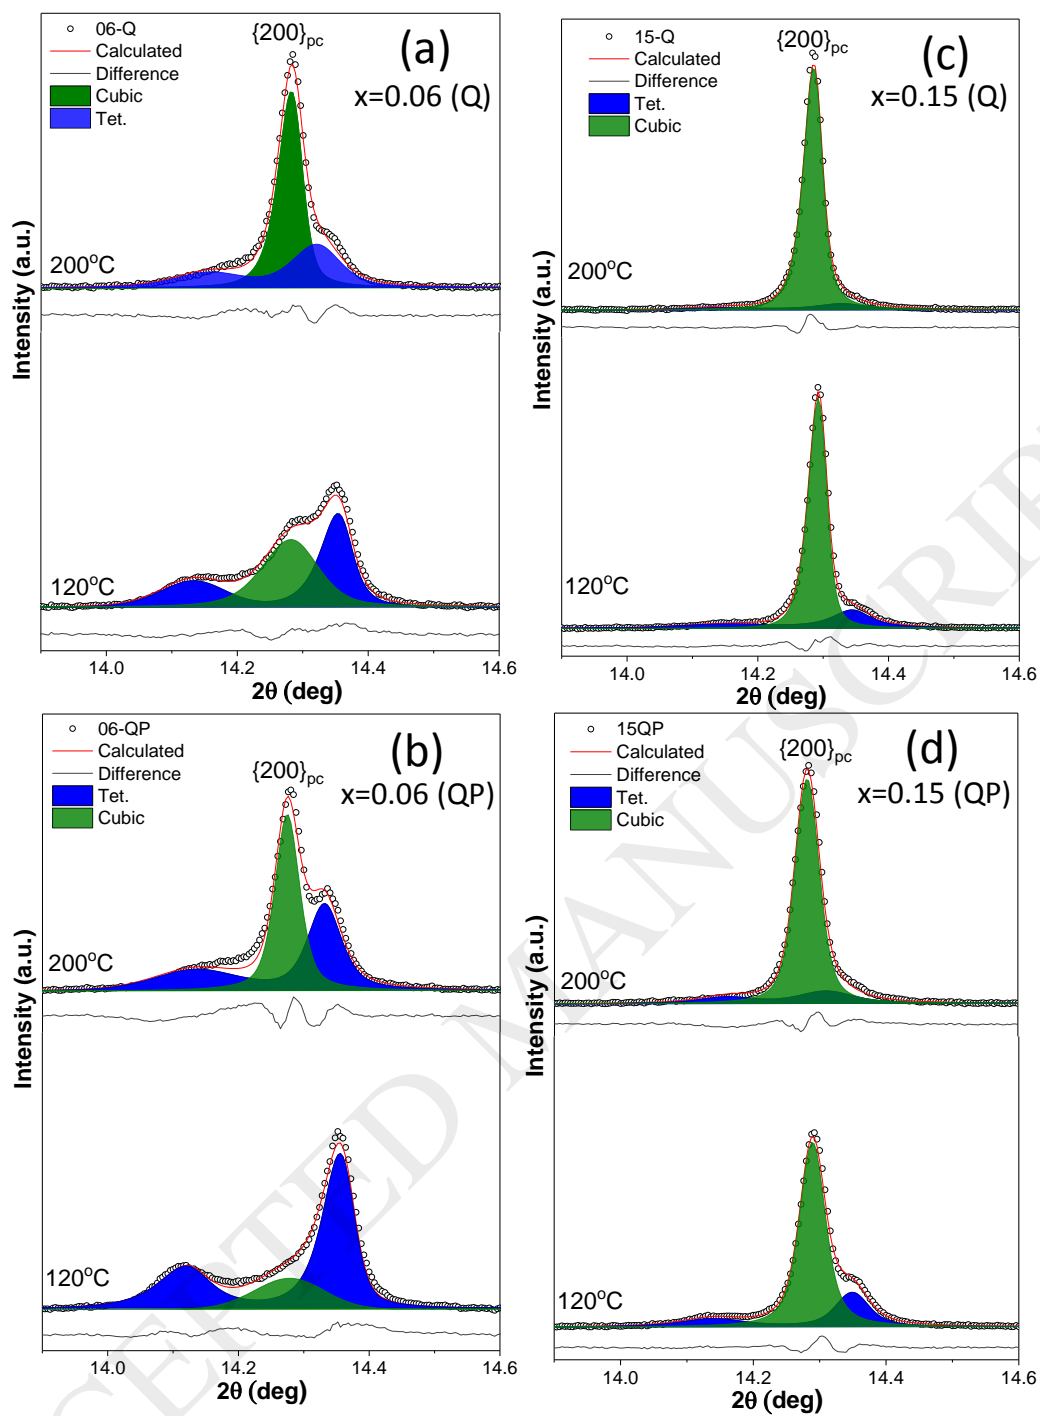 06-Q
Calculated
Difference
Cubic
Tet.
{200}pc
(a)
x=0.06 (Q)
200°C
120°C
Intensity (a.u.)
14.0 14.2 14.4 14.6
2θ (deg)
15-Q
Calculated
Difference
Tet.
Cubic
{200}pc
(c)
x=0.15 (Q)
200°C
120°C
Intensity (a.u.)
14.0 14.2 14.4 14.6
2θ (deg)
06-QP
Calculated
Difference
Tet.
Cubic
{200}pc
(b)
x=0.06 (QP)
200°C
120°C
Intensity (a.u.)
14.0 14.2 14.4 14.6
2θ (deg)
15QP
Calculated
Difference
Tet.
Cubic
{200}pc
(d)
x=0.15 (QP)
200°C
120°C
Intensity (a.u.)
14.0 14.2 14.4 14.6
2θ (deg)
CEPTED MANUSCRIP